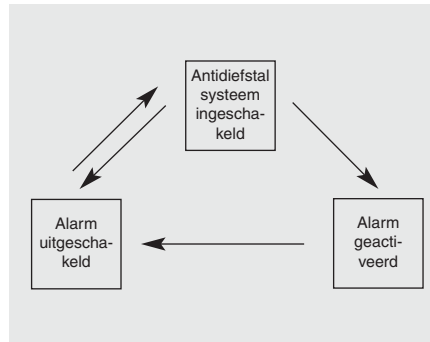 Antidiefstal
systeem
ingescha-
keld
Alarm
uitgescha-
keld
Alarm
geacti-
veerd